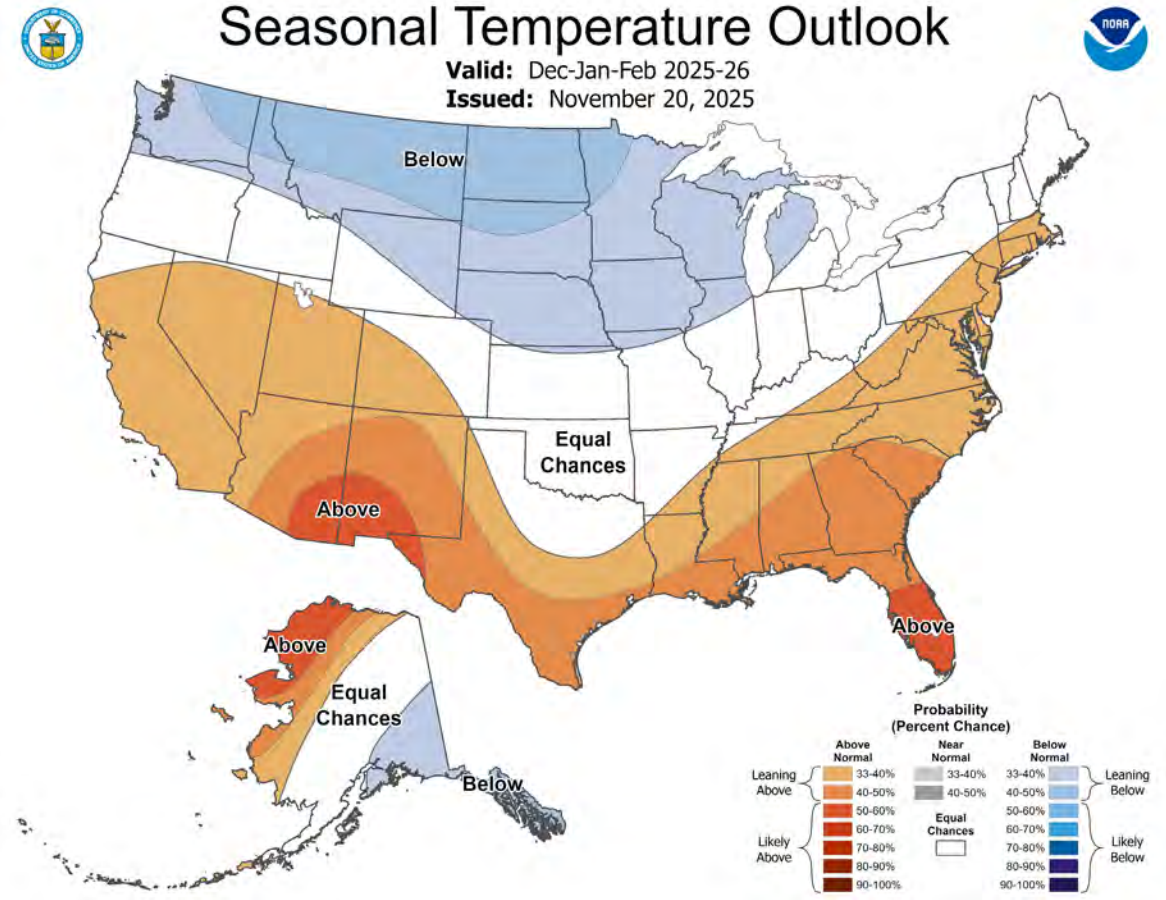 Seasonal Temperature Outlook
Valid: Dec-Jan-Feb 2025-26
Issued: November 20, 2025
NOAA
Below
Equal
Chances
Above
Above
Above
Equal
Chances
Below
Probability
(Percent Chance)
Above
Normal
Near
Normal
Below
Normal
Leaning
Above
33-40%
40-50%
50-60%
60-70%
70-80%
80-90%
90-100%
Likely
Above
33-40%
40-50%
Equal
Chances
33-40%
40-50%
50-60%
60-70%
70-80%
80-90%
90-100%
Leaning
Below
Likely
Below